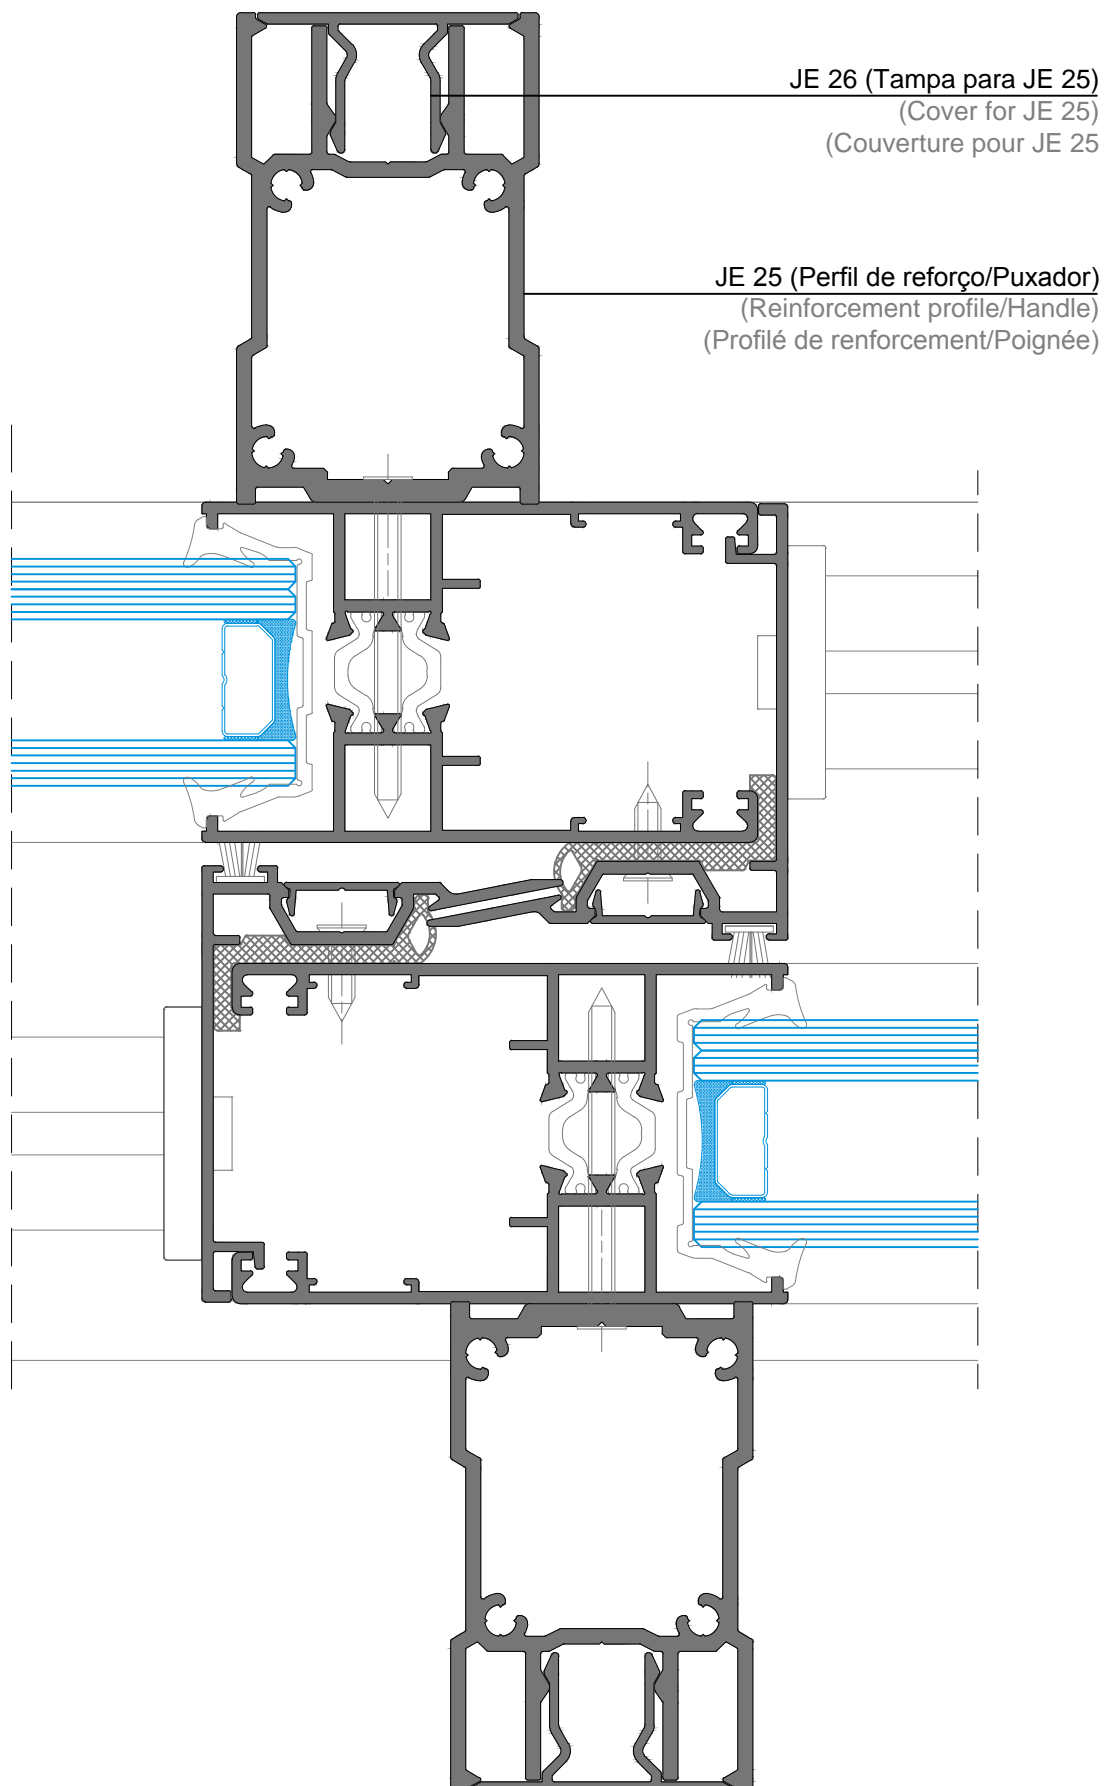 JE 26 (Tampa para JE 25)
(Cover for JE 25)
(Couverture pour JE 25
JE 25 (Perfil de reforço/Puxador)
(Reinforcement profile/Handle)
(Profilé de renforcement/Poignée)